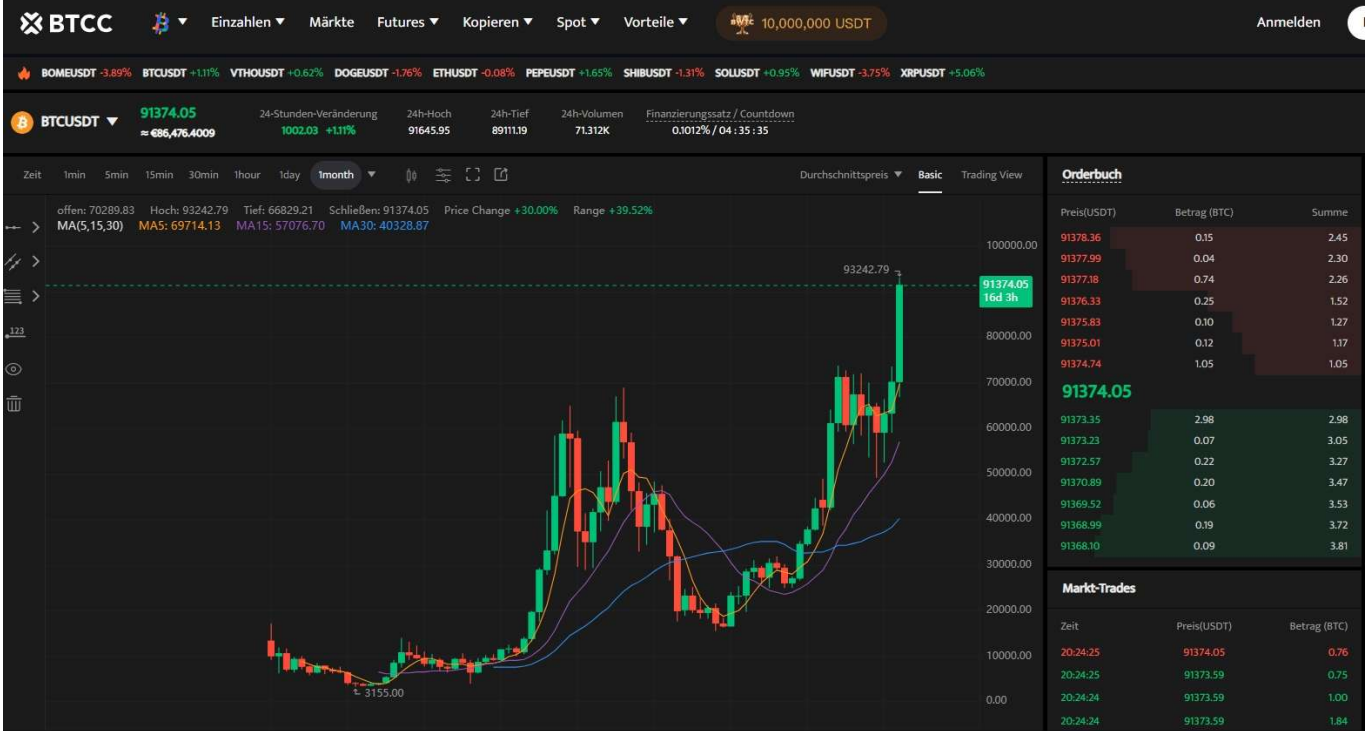 BTCC Einzahlen Märkte Futures Kopieren Spot Vorteile 10,000,000 USDT Anmelden
BOMEUSDT -3.89% BTCUSDT +1.11% VTHOUSDT +0.62% DOGEUSDT -1.76% ETHUSDT -0.08% PEPEUSDT +1.65% SHIBUSDT -1.31% SOLUSDT +0.95% WIFUSDT -3.75% XRPUSDT +5.06%
BTCUSDT
91374.05
≈ €86,476.4009
24-Stunden-Veränderung
1002.03 +1.11%
24h-Hoch
91645.95
24h-Tief
89111.19
24h-Volumen
71.312K
Finanzierungssatz / Countdown
0.1012% / 04 : 35 : 35
Zeit 1min 5min 15min 30min 1hour 1day 1month Durchschnittspreis Basic Trading View
offen: 70289.83 Hoch: 93242.79 Tief: 66829.21 Schließen: 91374.05 Price Change +30.00% Range +39.52%
MA(5,15,30) MA5: 69714.13 MA15: 57076.70 MA30: 40328.87
123
100000.00
93242.79
91374.05
16d 3h
80000.00
70000.00
60000.00
50000.00
40000.00
30000.00
20000.00
10000.00
3155.00
0.00
Orderbuch
Preis(USDT) Betrag (BTC) Summe
91378.36 0.15 2.45
91377.99 0.04 2.30
91377.18 0.74 2.26
91376.33 0.25 1.52
91375.83 0.10 1.27
91375.01 0.12 1.17
91374.74 1.05 1.05
91374.05
91373.35 2.98 2.98
91373.23 0.07 3.05
91372.57 0.22 3.27
91370.89 0.20 3.47
91369.52 0.06 3.53
91368.99 0.19 3.72
91368.10 0.09 3.81
Markt-Trades
Zeit Preis(USDT) Betrag (BTC)
20:24:25 91374.05 0.76
20:24:25 91373.59 0.75
20:24:24 91373.59 1.00
20:24:24 91373.59 1.84